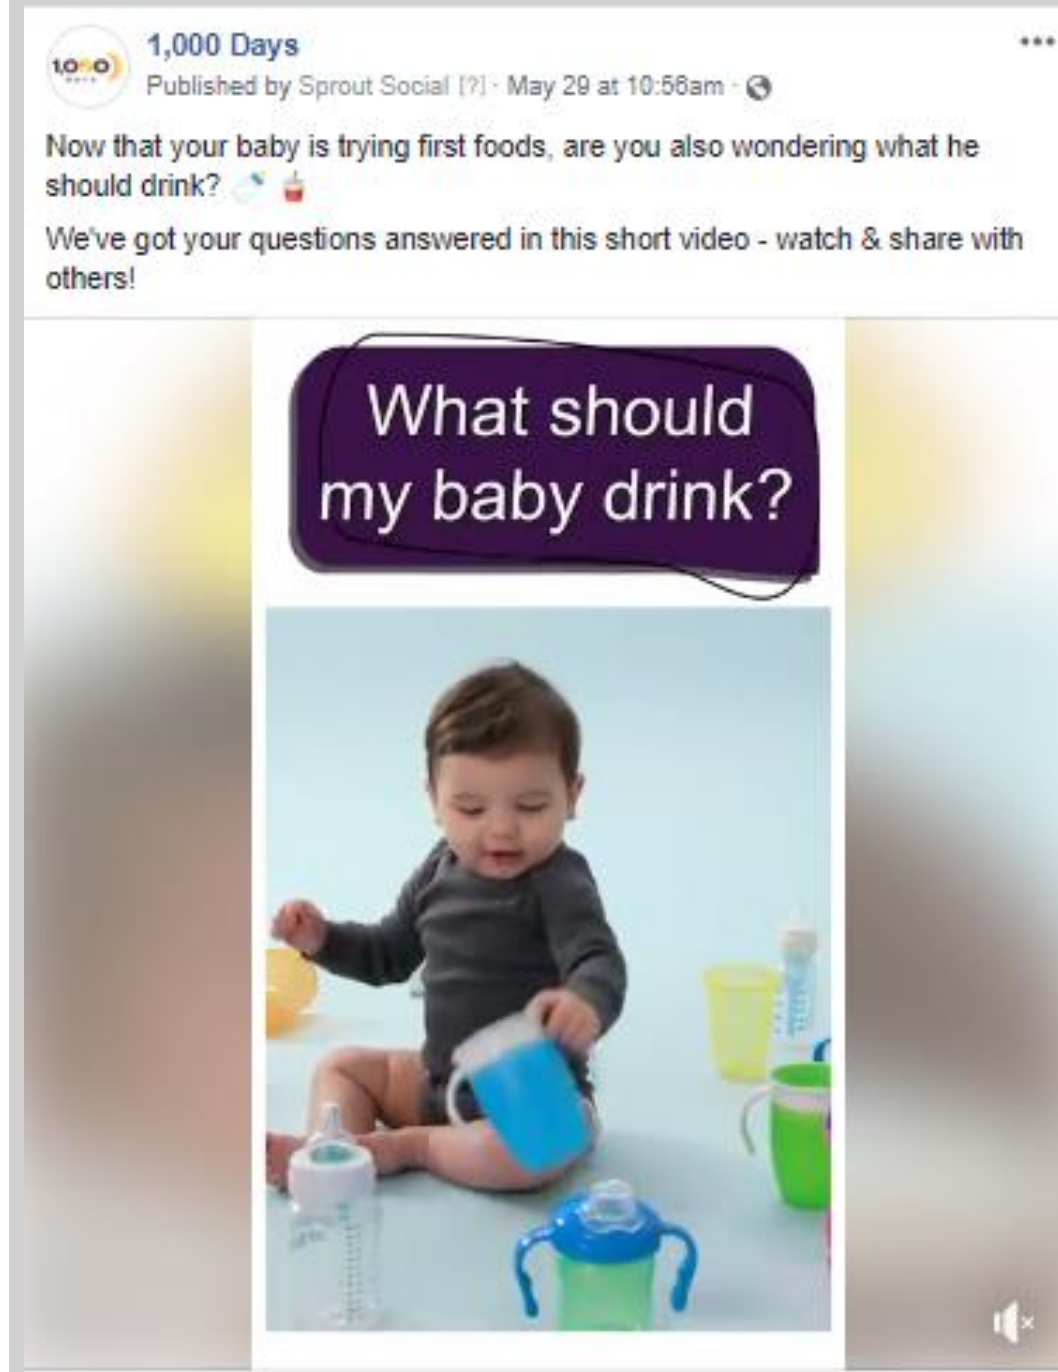 1,000 Days
Published by Sprout Social [?] · May 29 at 10:56am ·
Now that your baby is trying first foods, are you also wondering what he
should drink? 🍼 🥤
We've got your questions answered in this short video - watch & share with
others!
What should
my baby drink?